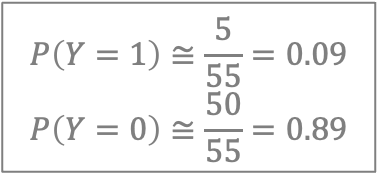 P(Y = 1) ≅ 5/55 = 0.09
P(Y = 0) ≅ 50/55 = 0.89